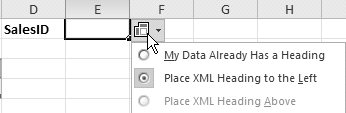 D E F G H
SalesID
My Data Already Has a Heading
Place XML Heading to the Left
Place XML Heading Above